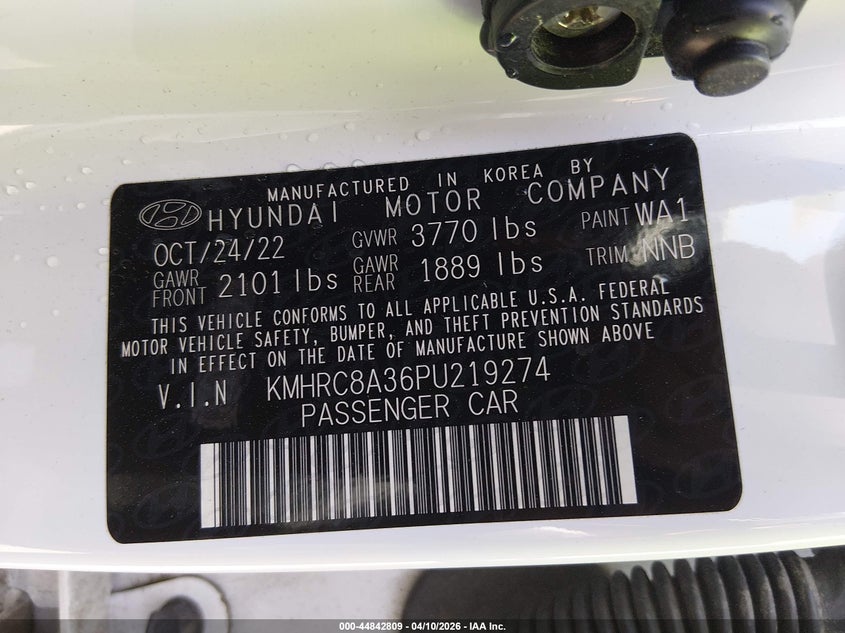 MANUFACTURED IN KOREA BY
HYUNDAI MOTOR COMPANY
OCT/24/22 GVWR 3770 lbs PAINT WA1
GAWR FRONT 2101 lbs GAWR REAR 1889 lbs TRIM NNB
THIS VEHICLE CONFORMS TO ALL APPLICABLE U.S.A. FEDERAL
MOTOR VEHICLE SAFETY, BUMPER, AND THEFT PREVENTION STANDARDS
IN EFFECT ON THE DATE OF MANUFACTURE SHOWN ABOVE
V.I.N KMHRC8A36PU219274
PASSENGER CAR
000-44842809 - 04/10/2026 - IAA Inc.